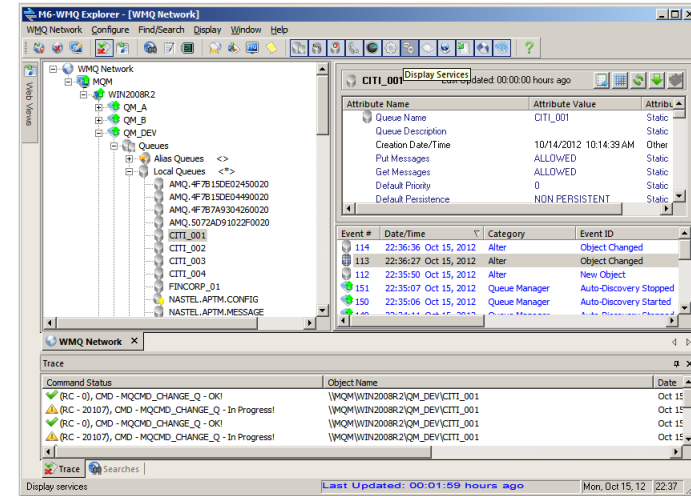 M6-WMQ Explorer - [WMQ Network]
WMQ Network Configure Find/Search Display Window Help
Web Views
WMQ Network
MQM
WIN2008R2
QM_A
QM_B
QM_DEV
Queues
Alias Queues <>
Local Queues <*>
AMQ.4F7B15DE02450020
AMQ.4F7B15DE04490020
AMQ.4F7B7A9304260020
AMQ.5072AD91022F0020
CITI_001
CITI_002
CITI_003
CITI_004
FINCORP_01
NASTEL.APTM.CONFIG
NASTEL.APTM.MESSAGE
CITI_001 Updated: 00:00:00 hours ago
Display Services
Attribute Name Attribute Value Attribu
Queue Name CITI_001 Static
Queue Description Static
Creation Date/Time 10/14/2012 10:14:39 AM Other
Put Messages ALLOWED Static
Get Messages ALLOWED Static
Default Priority 0 Static
Default Persistence NON PERSISTENT Static
Event # Date/Time Category Event ID
114 22:36:36 Oct 15, 2012 Alter Object Changed
113 22:36:27 Oct 15, 2012 Alter Object Changed
112 22:35:50 Oct 15, 2012 Alter New Object
151 22:35:07 Oct 15, 2012 Queue Manager Auto-Discovery Stopped
150 22:35:06 Oct 15, 2012 Queue Manager Auto-Discovery Started
WMQ Network
Trace
Command Status Object Name Date
(RC - 0), CMD - MQCMD_CHANGE_Q - OK! \\MQM\WIN2008R2\QM_DEV\CITI_001 Oct 15
(RC - 20107), CMD - MQCMD_CHANGE_Q - In Progress! \\MQM\WIN2008R2\QM_DEV\CITI_001 Oct 15
(RC - 0), CMD - MQCMD_CHANGE_Q - OK! \\MQM\WIN2008R2\QM_DEV\CITI_001 Oct 15
(RC - 20107), CMD - MQCMD_CHANGE_Q - In Progress! \\MQM\WIN2008R2\QM_DEV\CITI_001 Oct 15
Trace Searches
Display services Last Updated: 00:01:59 hours ago Mon, Oct 15, 12 22:37